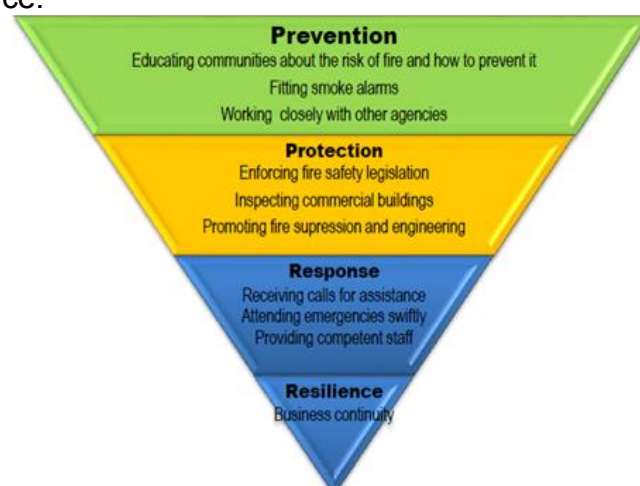 ce.
Prevention
Educating communities about the risk of fire and how to prevent it
Fitting smoke alarms
Working closely with other agencies
Protection
Enforcing fire safety legislation
Inspecting commercial buildings
Promoting fire supression and engineering
Response
Receiving calls for assistance
Attending emergencies swiftly
Providing competent staff
Resilience
Business continuity